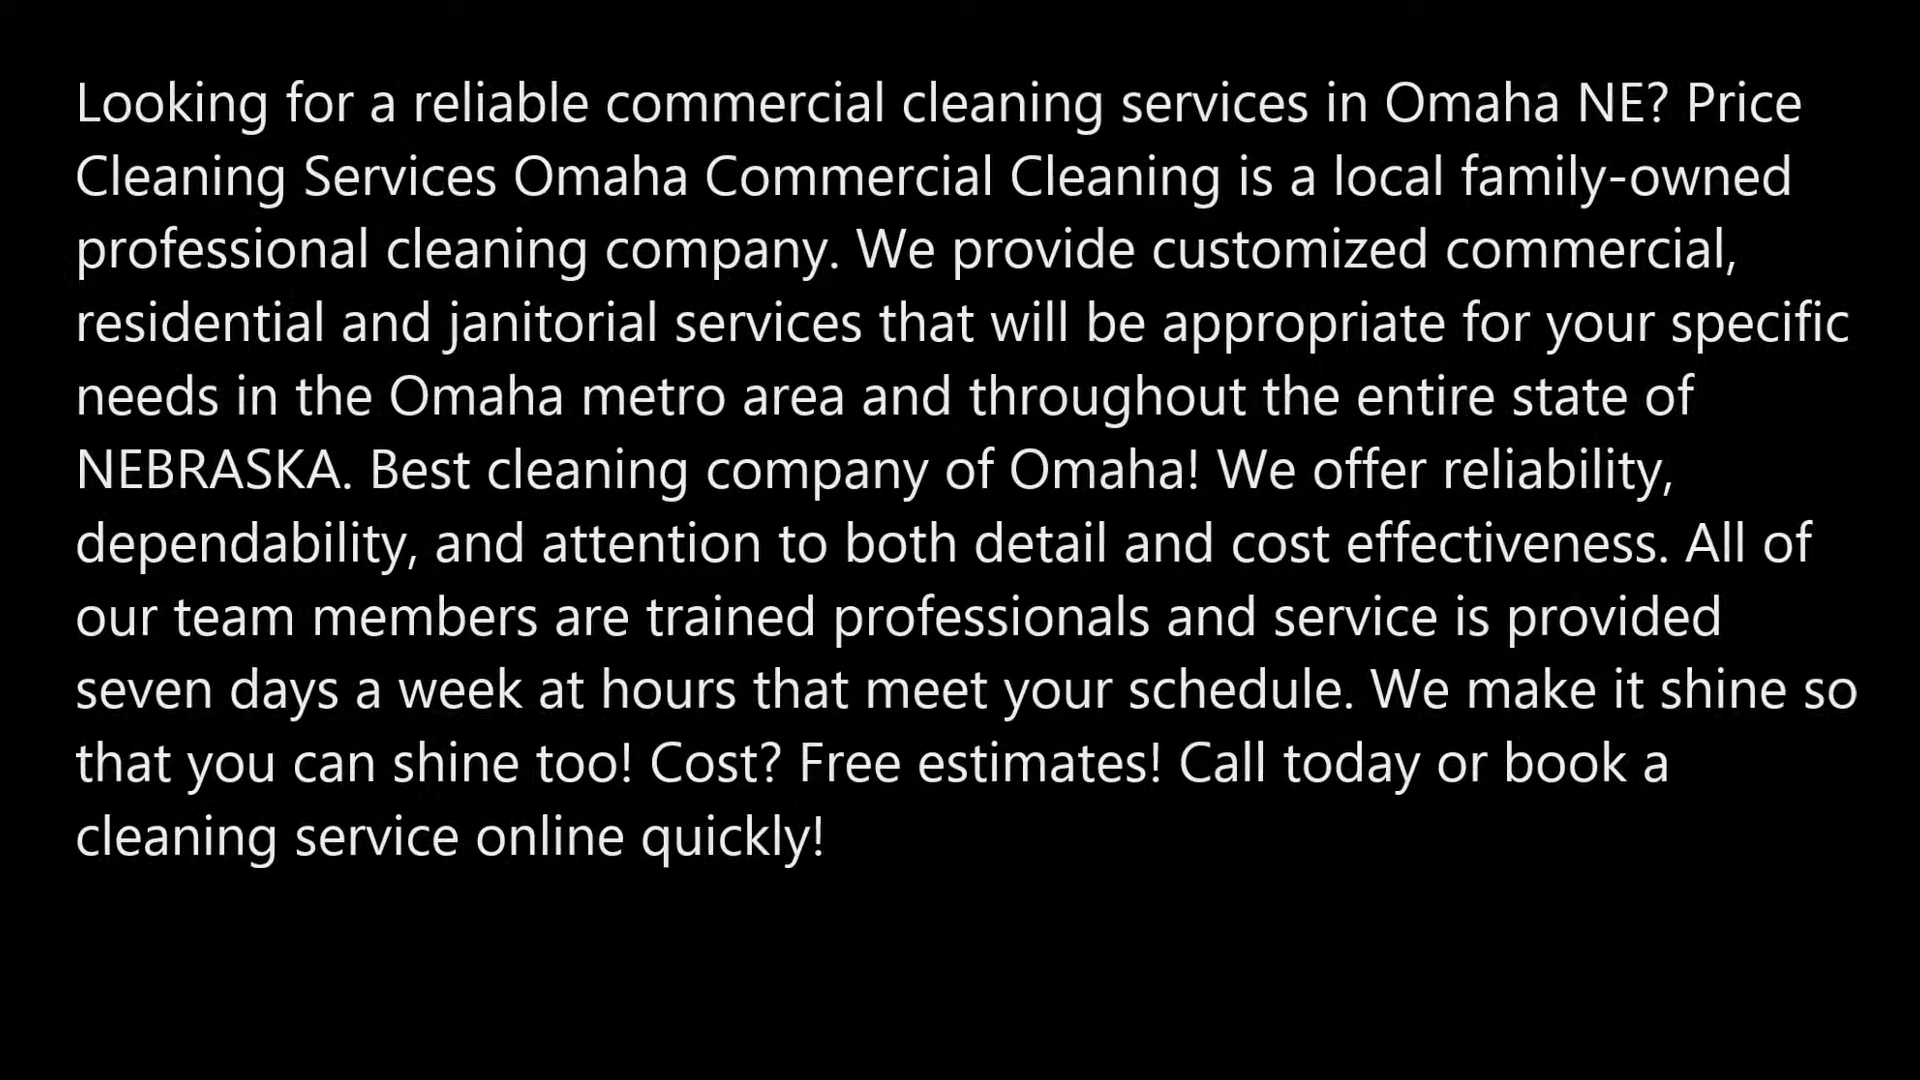 Looking for a reliable commercial cleaning services in Omaha NE? Price
Cleaning Services Omaha Commercial Cleaning is a local family-owned
professional cleaning company. We provide customized commercial,
residential and janitorial services that will be appropriate for your specific
needs in the Omaha metro area and throughout the entire state of
NEBRASKA. Best cleaning company of Omaha! We offer reliability,
dependability, and attention to both detail and cost effectiveness. All of
our team members are trained professionals and service is provided
seven days a week at hours that meet your schedule. We make it shine so
that you can shine too! Cost? Free estimates! Call today or book a
cleaning service online quickly!